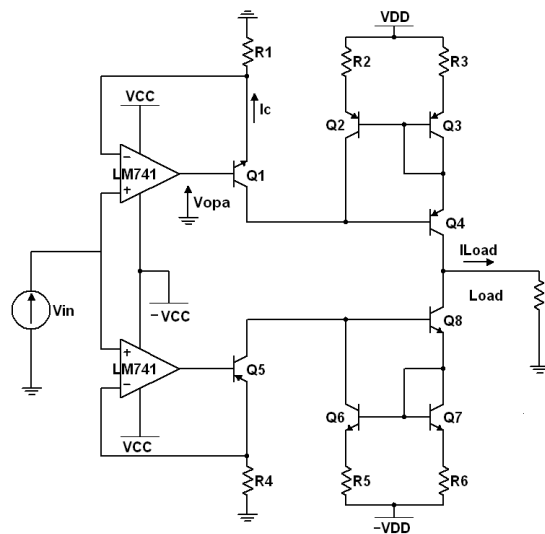 VDD
R1
R2
R3
VCC
Ic
Q2
Q3
−
LM741
+
Q1
Vopa
Q4
ILoad
Load
Vin
−VCC
Q8
+
LM741
−
Q5
Q6
Q7
VCC
R4
R5
R6
−VDD